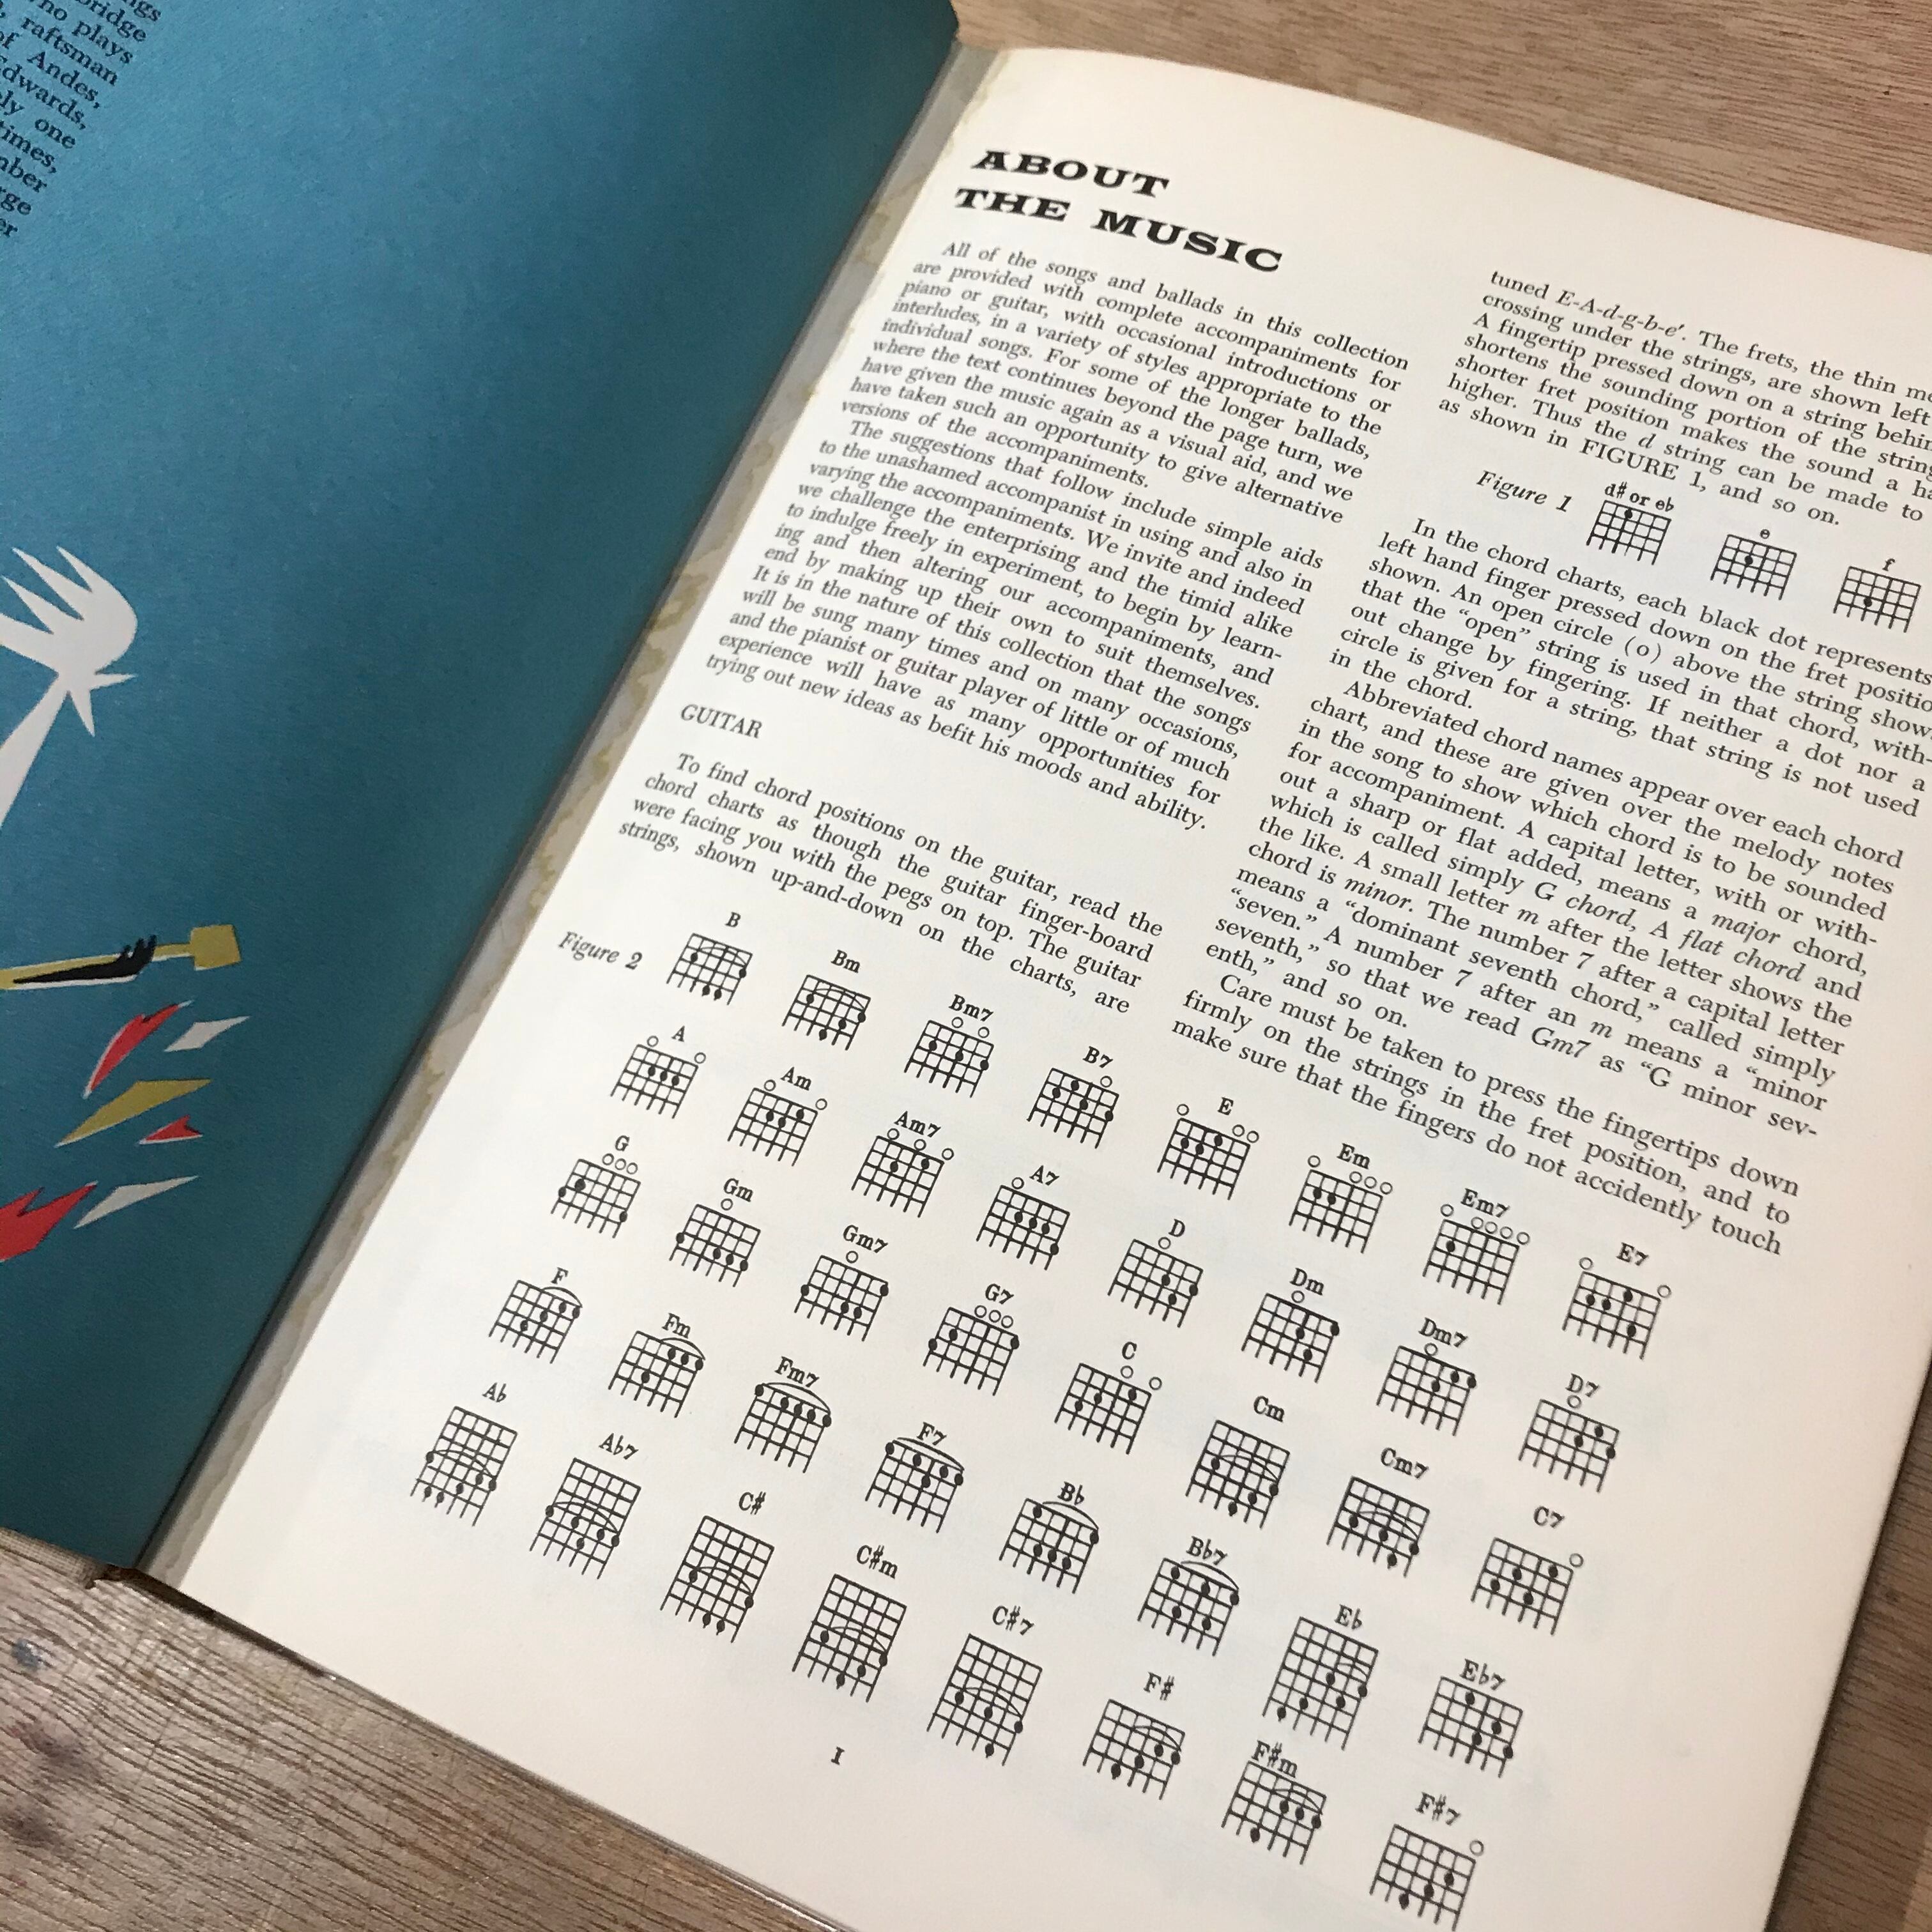 ngs
bridge
no plays
raftsman
of Andes,
Edwards,
ely one
times,
mber
rge
er
ABOUT
THE MUSIC
All of the songs and ballads in this collection
are provided with complete accompaniments for
piano or guitar, with occasional introductions or
interludes, in a variety of styles appropriate to the
individual songs. For some of the longer ballads,
where the text continues beyond the page turn, we
have given the music again as a visual aid, and we
have taken such an opportunity to give alternative
versions of the accompaniments.
The suggestions that follow include simple aids
to the unashamed accompanist in using and also in
varying the accompaniments. We invite and indeed
we challenge the enterprising and the timid alike
to indulge freely in experiment, to begin by learn-
ing and then altering our accompaniments, and
end by making up their own to suit themselves.
It is in the nature of this collection that the songs
will be sung many times and on many occasions,
and the pianist or guitar player of little or of much
experience will have as many opportunities for
trying out new ideas as befit his moods and ability.
GUITAR
To find chord positions on the guitar, read the
chord charts as though the guitar finger-board
were facing you with the pegs on top. The guitar
strings, shown up-and-down on the charts, are
tuned E-A-d-g-b-e'. The frets, the thin me
crossing under the strings, are shown left
A fingertip pressed down on a string behin
shortens the sounding portion of the string
shorter fret position makes the sound a ha
higher. Thus the d string can be made to
as shown in FIGURE 1, and so on.
Figure 1 d# or eb e f
In the chord charts, each black dot represents
left hand finger pressed down on the fret positio
shown. An open circle (o) above the string shows
that the “open” string is used in that chord, with-
out change by fingering. If neither a dot nor a
circle is given for a string, that string is not used
in the chord.
Abbreviated chord names appear over each chord
chart, and these are given over the melody notes
in the song to show which chord is to be sounded
for accompaniment. A capital letter, with or with-
out a sharp or flat added, means a major chord,
which is called simply G chord, A flat chord and
the like. A small letter m after the letter shows the
chord is minor. The number 7 after a capital letter
means a “dominant seventh chord,” called simply
“seven.” A number 7 after an m means a “minor
seventh,” so that we read Gm7 as “G minor sev-
enth,” and so on.
Care must be taken to press the fingertips down
firmly on the strings in the fret position, and to
make sure that the fingers do not accidently touch
Figure 2 B Bm Bm7 B7 E Em Em7 E7
A Am Am7 A7 D Dm Dm7 D7
G Gm Gm7 G7 C Cm Cm7 C7
F Fm Fm7 F7 B♭ B♭7 E♭ E♭7
A♭ A♭7 C# C#m C#7 F# F#m F#7
I